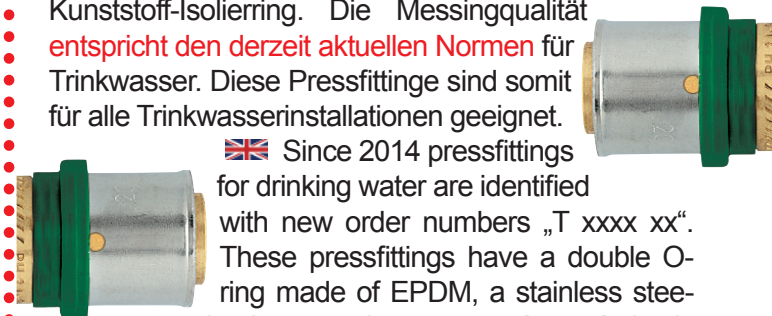 Kunststoff-Isolierring. Die Messingqualität
entspricht den derzeit aktuellen Normen für
Trinkwasser. Diese Pressfittinge sind somit
für alle Trinkwasserinstallationen geeignet.
Since 2014 pressfittings
for drinking water are identified
with new order numbers „T xxxx xx“.
These pressfittings have a double O-
ring made of EPDM, a stainless stee-